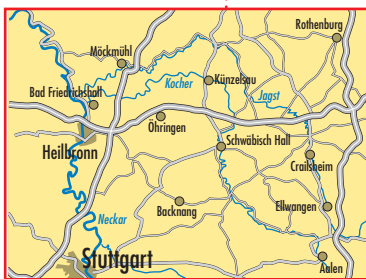 Rothenburg
Möckmühl
Kocher
Künzelsau
Bad Friedrichshall
Jagst
Öhringen
Heilbronn
Schwäbisch Hall
Crailsheim
Ellwangen
Backnang
Neckar
Stuttgart
Aalen